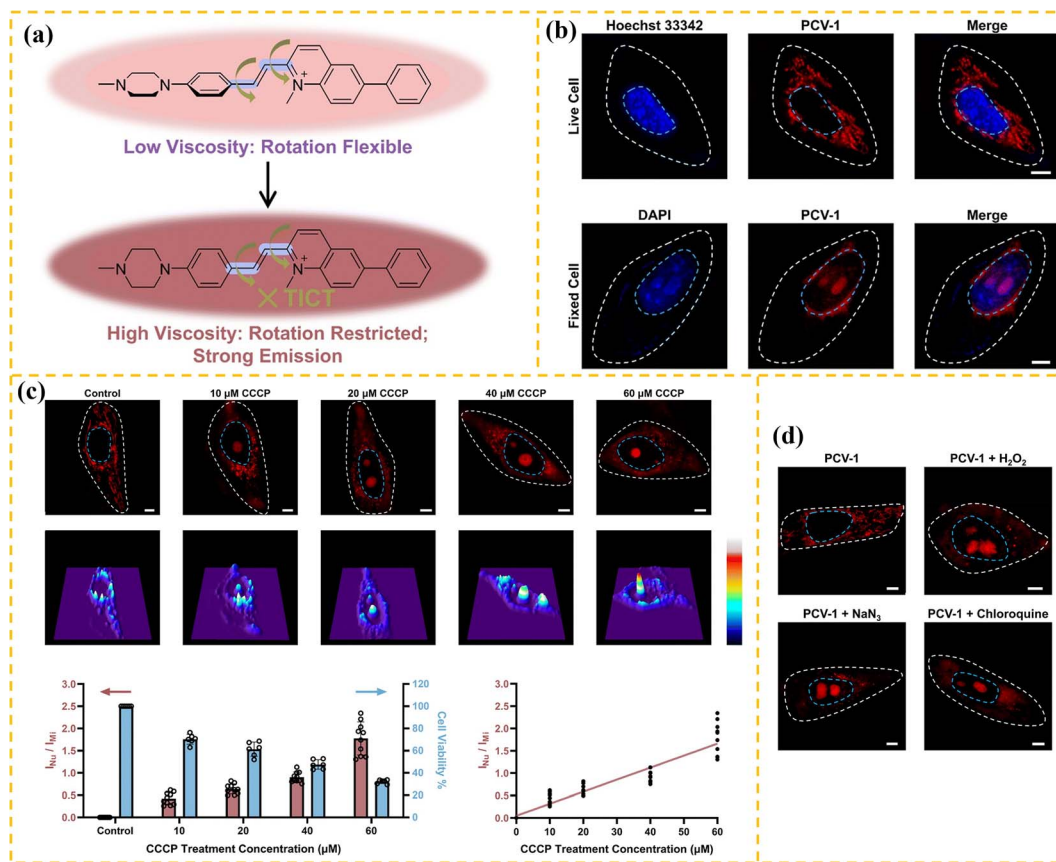 (a)
N
N
N
+
Low Viscosity: Rotation Flexible
N
N
N
+
× TICT
High Viscosity: Rotation Restricted;
Strong Emission
(b)
Hoechst 33342 PCV-1 Merge
Live Cell
DAPI PCV-1 Merge
Fixed Cell
(c)
Control 10 μM CCCP 20 μM CCCP 40 μM CCCP 60 μM CCCP
I_Nu / I_Mi
3.0
2.5
2.0
1.5
1.0
0.5
0.0
120
100
80
60
40
20
0
Cell Viability %
Control 10 20 40 60
CCCP Treatment Concentration (μM)
I_Nu / I_Mi
3.0
2.5
2.0
1.5
1.0
0.5
0.0
0 10 20 30 40 50 60
CCCP Treatment Concentration (μM)
(d)
PCV-1 PCV-1 + H₂O₂
PCV-1 + NaN₃ PCV-1 + Chloroquine